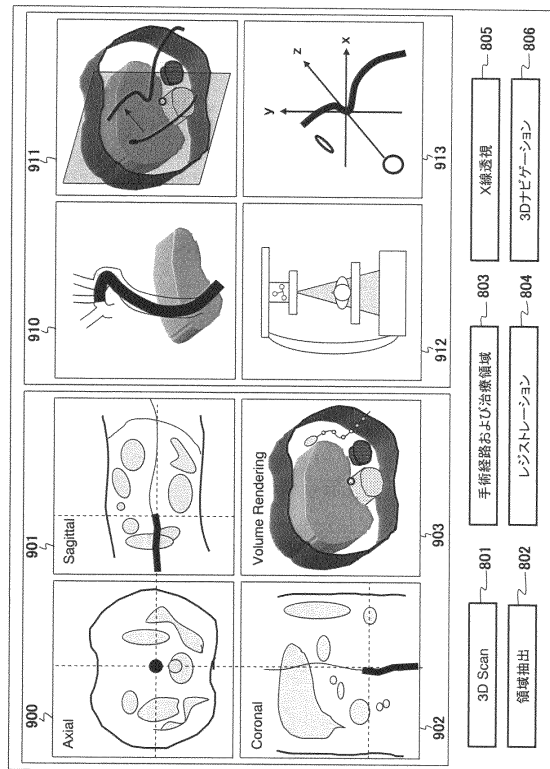 900
Axial
901
Sagittal
910
911
902
Coronal
903
Volume Rendering
912
913
y
x
z
3D Scan
801
手術経路および治療領域
803
X線透視
805
領域抽出
802
レジストレーション
804
3Dナビゲーション
806